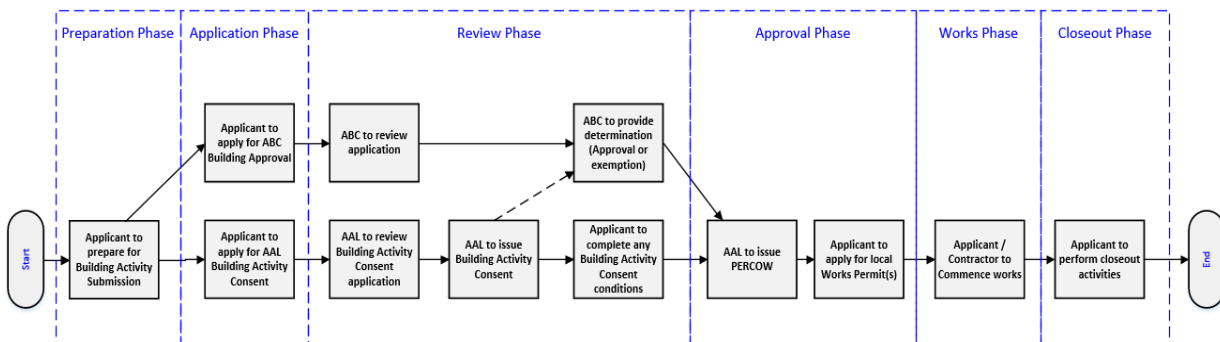 Preparation Phase
Application Phase
Review Phase
Approval Phase
Works Phase
Closeout Phase
Applicant to
apply for ABC
Building Approval
ABC to review
application
ABC to provide
determination
(Approval or
exemption)
Start
Applicant to
prepare for
Building Activity
Submission
Applicant to
apply for AAL
Building Activity
Consent
AAL to review
Building Activity
Consent
application
AAL to issue
Building Activity
Consent
Applicant to
complete any
Building Activity
Consent
conditions
AAL to issue
PERCOW
Applicant to
apply for local
Works Permit(s)
Applicant /
Contractor to
Commence works
Applicant to
perform closeout
activities
End